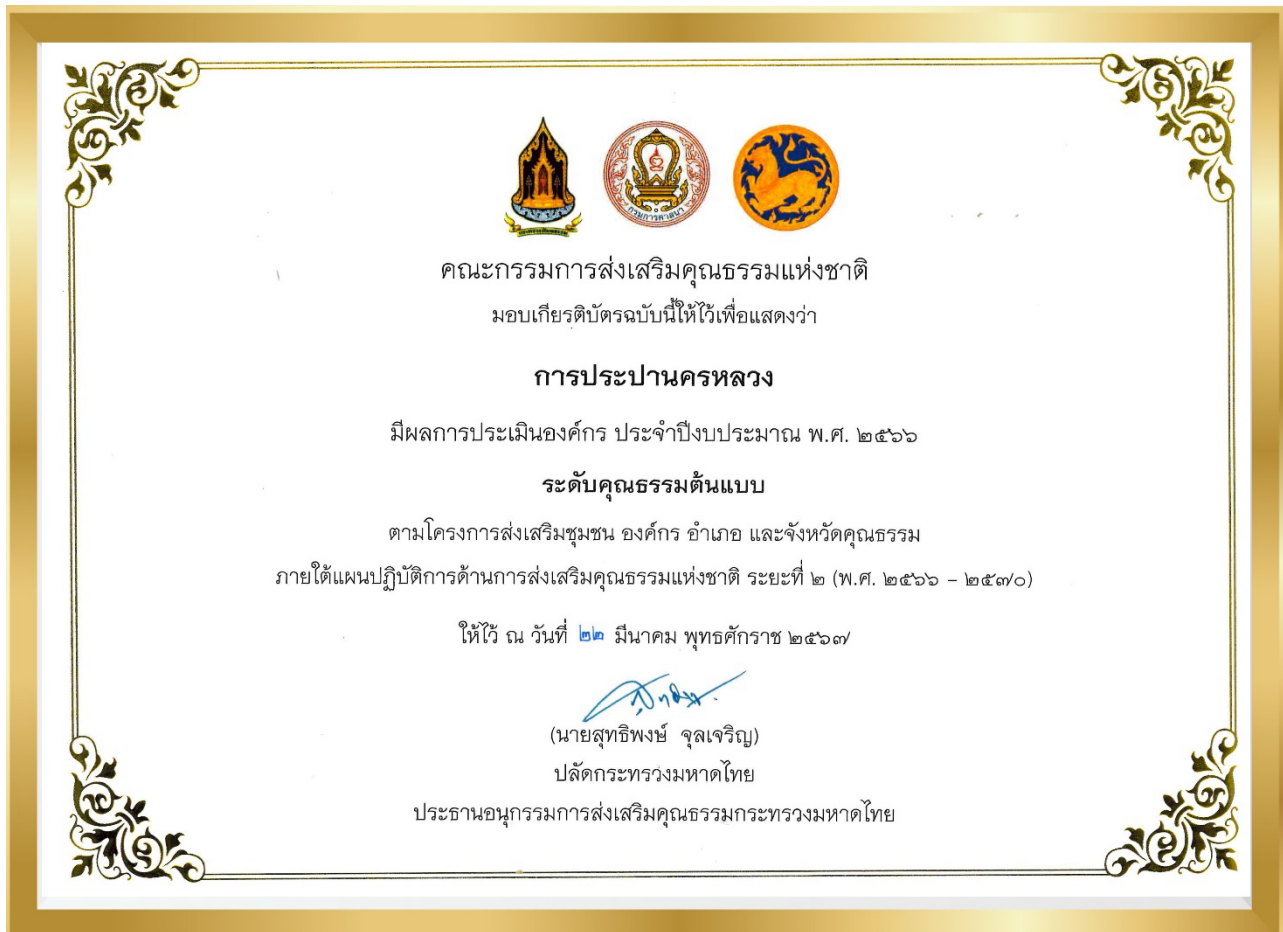 กรมการศาสนา
คณะกรรมการส่งเสริมคุณธรรมแห่งชาติ
มอบเกียรติบัตรฉบับนี้ให้ไว้เพื่อแสดงว่า
การประปานครหลวง
มีผลการประเมินองค์กร ประจำปีงบประมาณ พ.ศ. ๒๕๖๖
ระดับคุณธรรมต้นแบบ
ตามโครงการส่งเสริมชุมชน องค์กร อำเภอ และจังหวัดคุณธรรม
ภายใต้แผนปฏิบัติการด้านการส่งเสริมคุณธรรมแห่งชาติ ระยะที่ ๒ (พ.ศ. ๒๕๖๖ - ๒๕๗๐)
ให้ไว้ ณ วันที่ ๒๒ มีนาคม พุทธศักราช ๒๕๖๗
(นายสุทธิพงษ์ จุลเจริญ)
ปลัดกระทรวงมหาดไทย
ประธานอนุกรรมการส่งเสริมคุณธรรมกระทรวงมหาดไทย